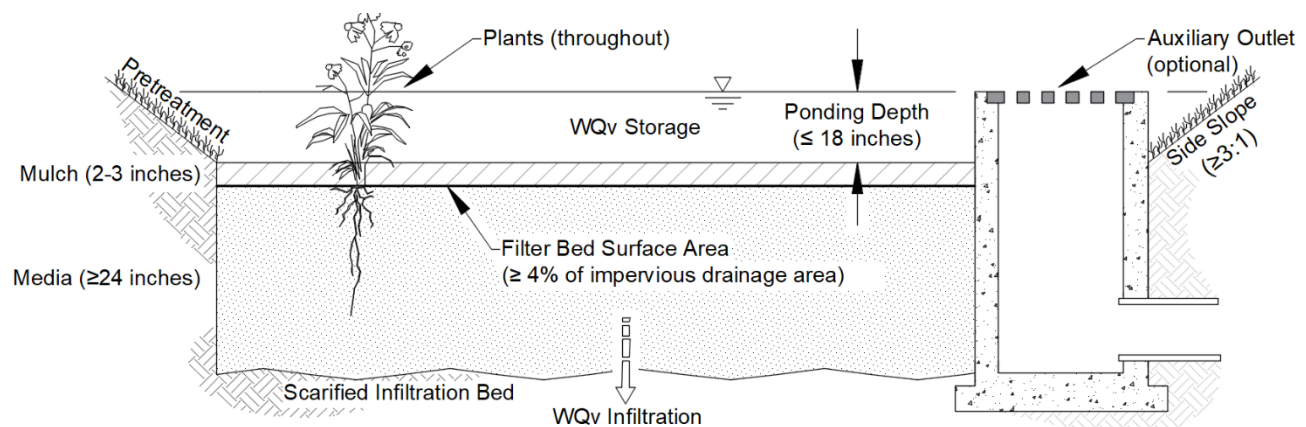 Plants (throughout)
Auxiliary Outlet
(optional)
Pretreatment
WQv Storage
Ponding Depth
(≤ 18 inches)
Side Slope
(≥3:1)
Mulch (2-3 inches)
Filter Bed Surface Area
(≥ 4% of impervious drainage area)
Media (≥24 inches)
Scarified Infiltration Bed
WQv Infiltration